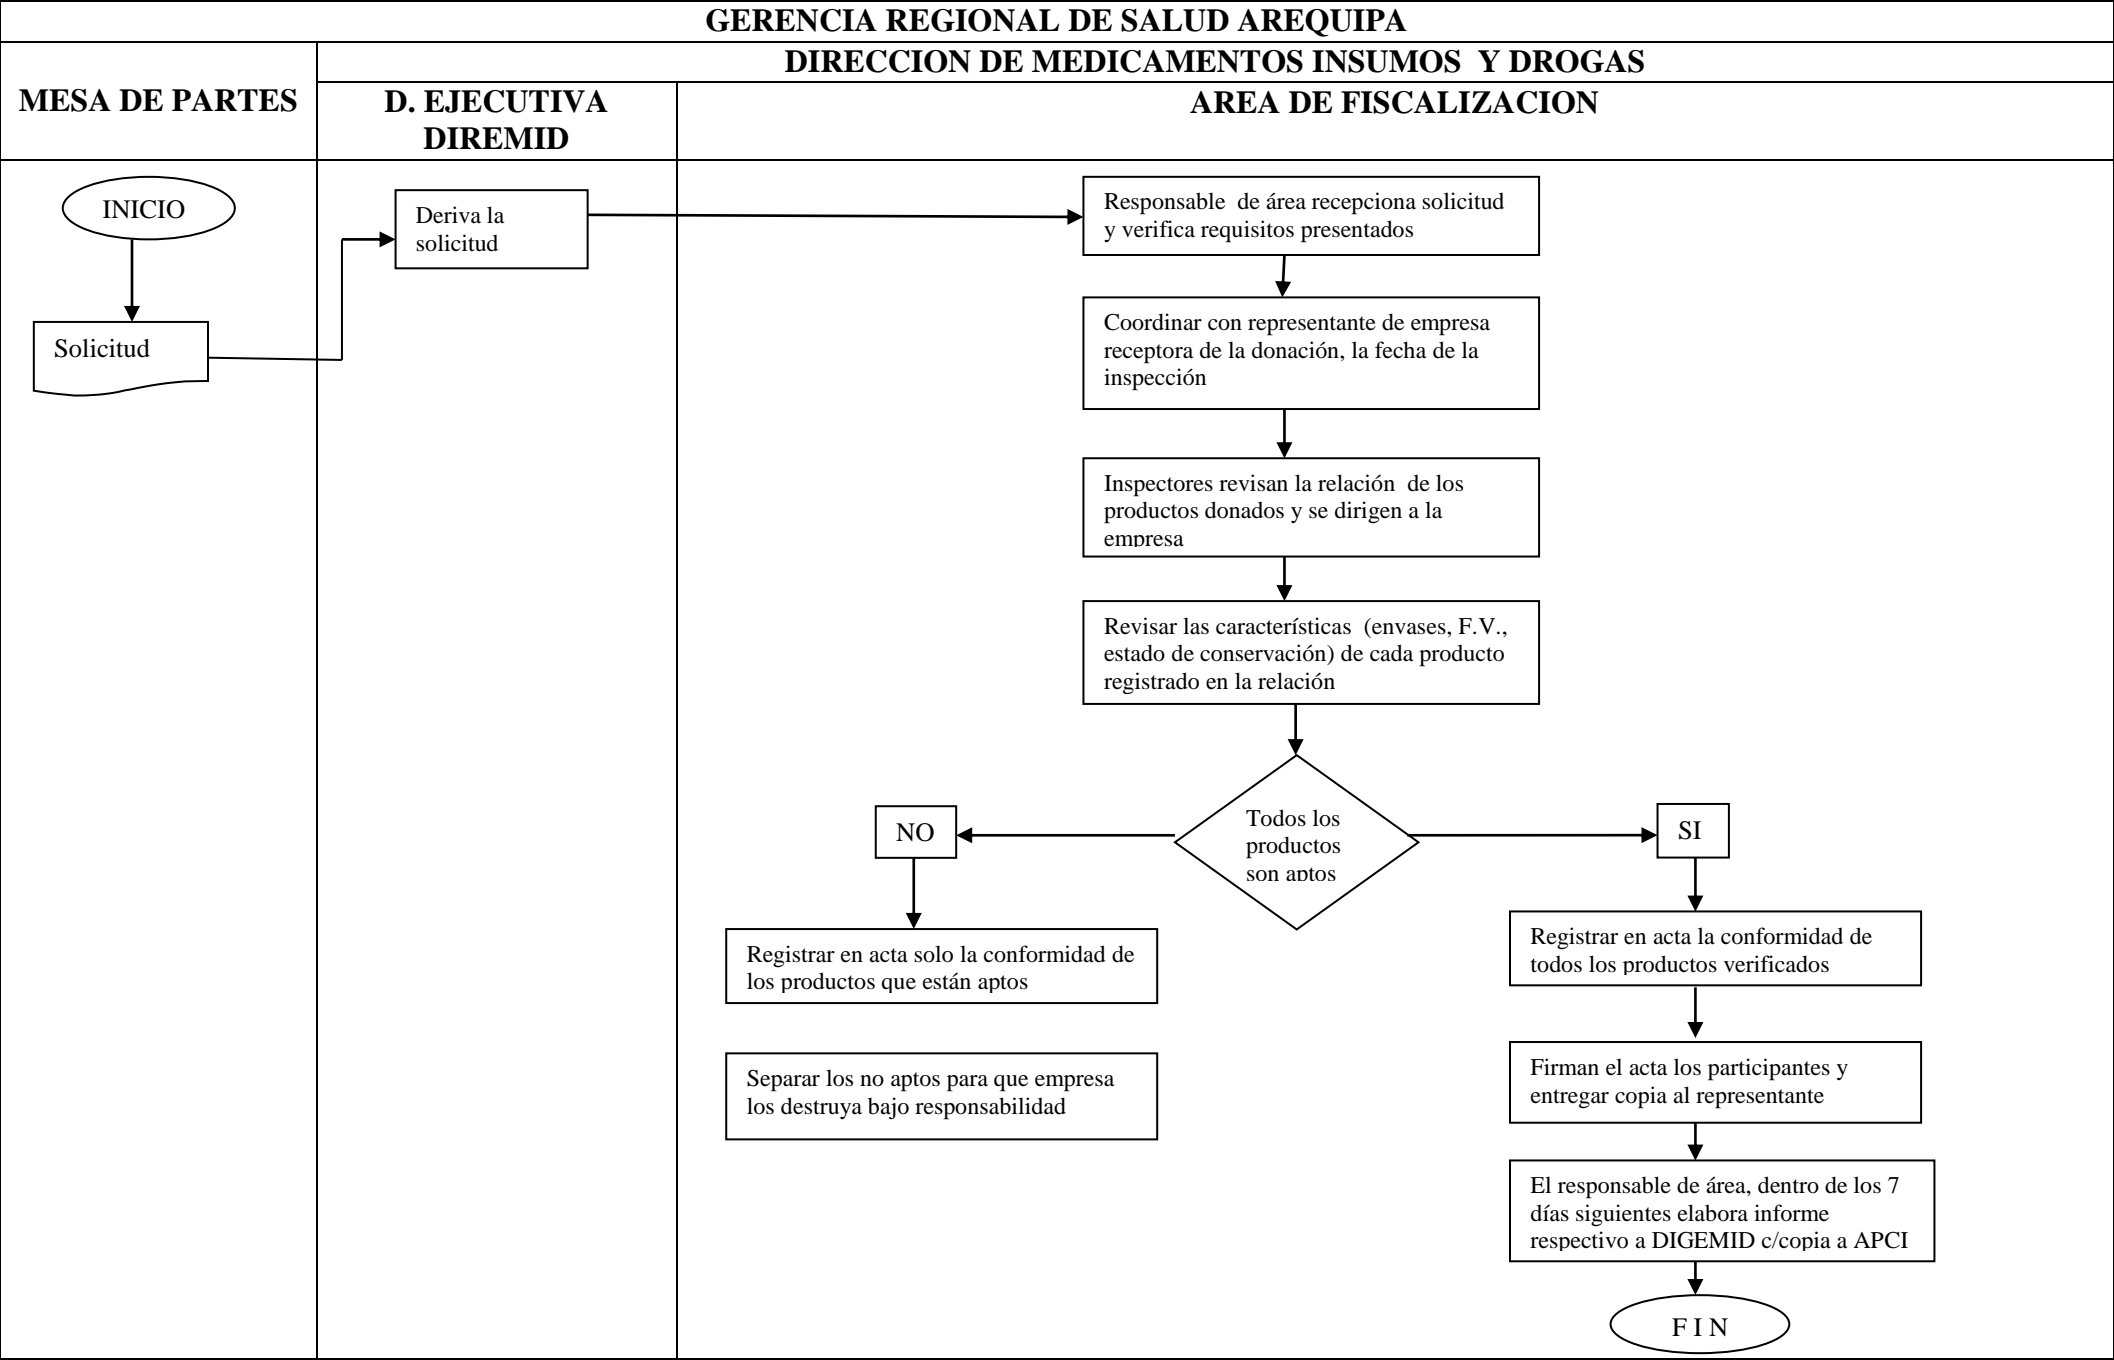 GERENCIA REGIONAL DE SALUD AREQUIPA
MESA DE PARTES
DIRECCION DE MEDICAMENTOS INSUMOS  Y DROGAS
D. EJECUTIVA
DIREMID
AREA DE FISCALIZACION
INICIO
Solicitud
Deriva la
solicitud
Responsable  de área recepciona solicitud
y verifica requisitos presentados
Coordinar con representante de empresa
receptora de la donación, la fecha de la
inspección
Inspectores revisan la relación  de los
productos donados y se dirigen a la
empresa
Revisar las características  (envases, F.V.,
estado de conservación) de cada producto
registrado en la relación
Todos los
productos
son aptos
NO
Registrar en acta solo la conformidad de
los productos que están aptos
Separar los no aptos para que empresa
los destruya bajo responsabilidad
SI
Registrar en acta la conformidad de
todos los productos verificados
Firman el acta los participantes y
entregar copia al representante
El responsable de área, dentro de los 7
días siguientes elabora informe
respectivo a DIGEMID c/copia a APCI
F I N